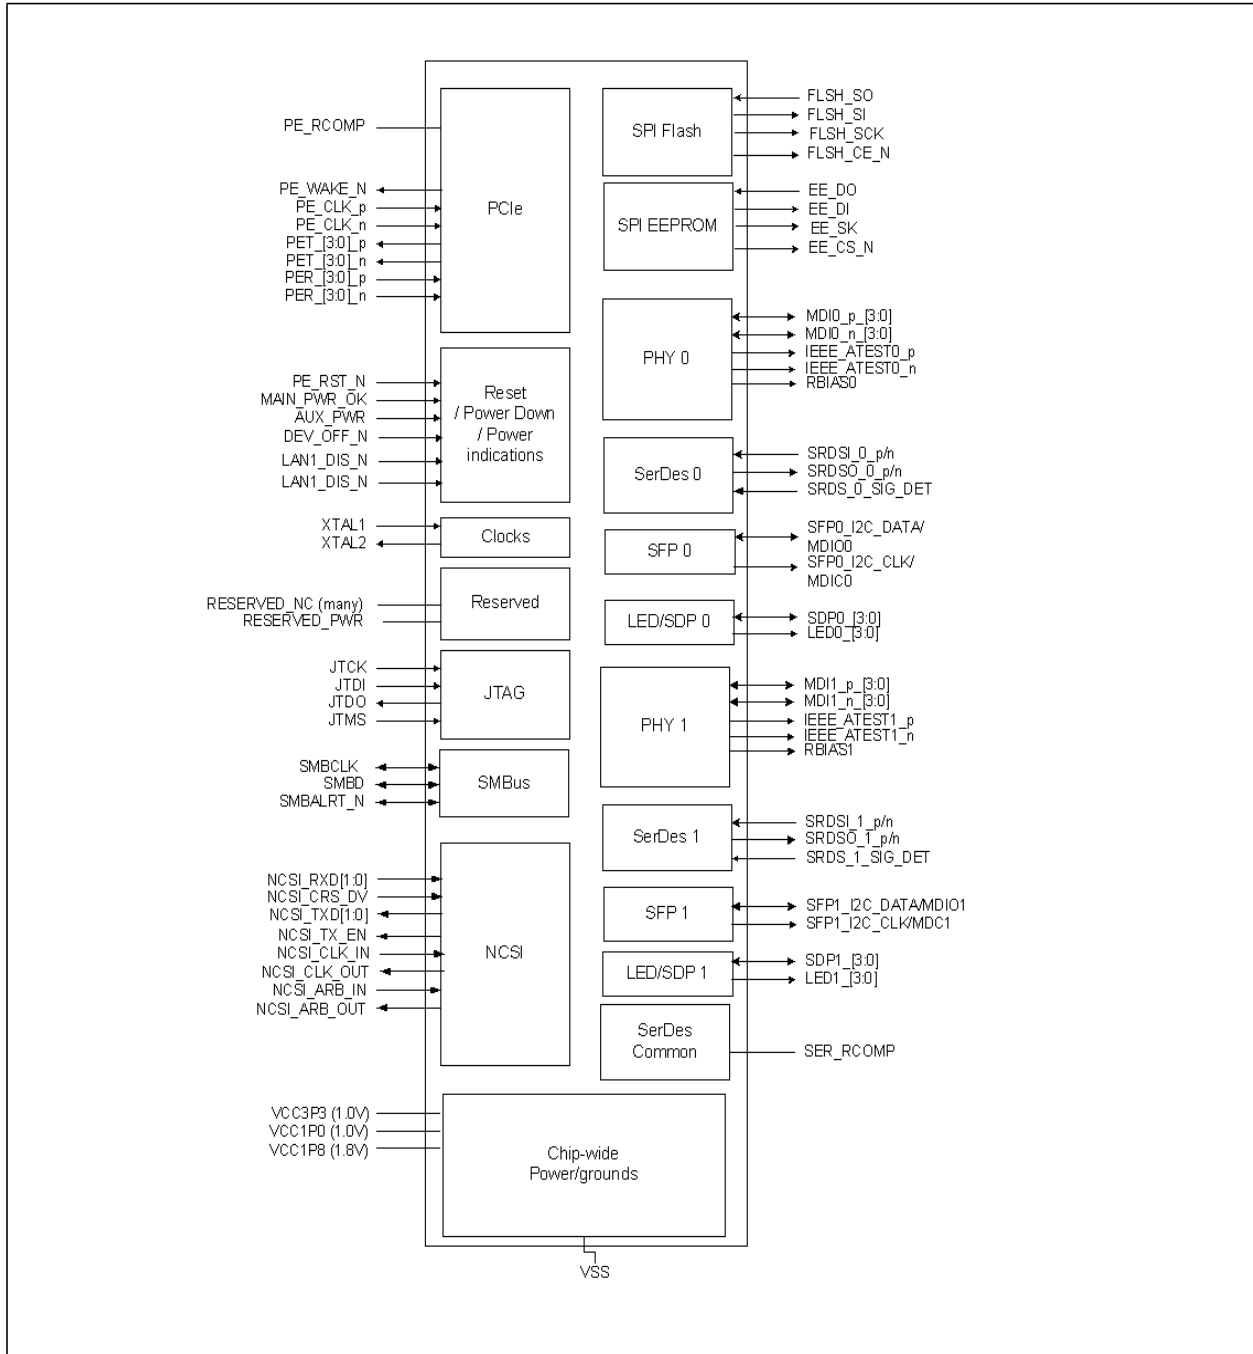 PE_RCOMP
PE_WAKE_N
PE_CLK_p
PE_CLK_n
PET_[3:0]_p
PET_[3:0]_n
PER_[3:0]_p
PER_[3:0]_n
PCIe
PE_RST_N
MAIN_PWR_OK
AUX_PWR
DEV_OFF_N
LAN1_DIS_N
LAN1_DIS_N
Reset
/ Power Down
/ Power
indications
XTAL1
XTAL2
Clocks
RESERVED_NC (many)
RESERVED_PWR
Reserved
JTCK
JTDI
JTDO
JTMS
JTAG
SMBCLK
SMBD
SMBALRT_N
SMBus
NCSI_RXD[1:0]
NCSI_CRS_DV
NCSI_TXD[1:0]
NCSI_TX_EN
NCSI_CLK_IN
NCSI_CLK_OUT
NCSI_ARB_IN
NCSI_ARB_OUT
NCSI
VCC3P3 (1.0V)
VCC1P0 (1.0V)
VCC1P8 (1.8V)
Chip-wide
Power/grounds
VSS
SPI Flash
FLSH_SO
FLSH_SI
FLSH_SCK
FLSH_CE_N
SPI EEPROM
EE_DO
EE_DI
EE_SK
EE_CS_N
PHY 0
MDI0_p_[3:0]
MDI0_n_[3:0]
IEEE_ATEST0_p
IEEE_ATEST0_n
RBIAS0
SerDes 0
SRDSI_0_p/n
SRDSO_0_p/n
SRDS_0_SIG_DET
SFP 0
SFP0_I2C_DATA/
MDIO0
SFP0_I2C_CLK/
MDIC0
LED/SDP 0
SDP0_[3:0]
LED0_[3:0]
PHY 1
MDI1_p_[3:0]
MDI1_n_[3:0]
IEEE_ATEST1_p
IEEE_ATEST1_n
RBIAS1
SerDes 1
SRDSI_1_p/n
SRDSO_1_p/n
SRDS_1_SIG_DET
SFP 1
SFP1_I2C_DATA/MDIO1
SFP1_I2C_CLK/MDC1
LED/SDP 1
SDP1_[3:0]
LED1_[3:0]
SerDes
Common
SER_RCOMP